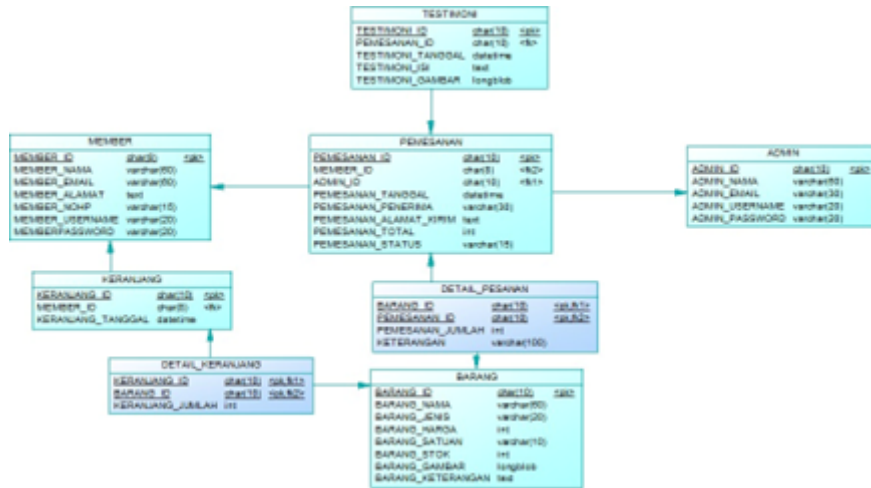 TESTIMONI
TESTIMONI_ID char(10) <pk>
PEMESANAN_ID char(10) <fk>
TESTIMONI_TANGGAL datetime
TESTIMONI_ISI text
TESTIMONI_GAMBAR longblob
MEMBER
MEMBER_ID char(8) <pk>
MEMBER_NAMA varchar(60)
MEMBER_EMAIL varchar(60)
MEMBER_ALAMAT text
MEMBER_NOHP varchar(15)
MEMBER_USERNAME varchar(20)
MEMBERPASSWORD varchar(20)
PEMESANAN
PEMESANAN_ID char(10) <pk>
MEMBER_ID char(8) <fk2>
ADMIN_ID char(10) <fk1>
PEMESANAN_TANGGAL datetime
PEMESANAN_PENERIMA varchar(30)
PEMESANAN_ALAMAT_KIRIM text
PEMESANAN_TOTAL int
PEMESANAN_STATUS varchar(15)
ADMIN
ADMIN_ID char(10) <pk>
ADMIN_NAMA
ADMIN_EMAIL varchar(30)
ADMIN_USERNAME varchar(20)
ADMIN_PASSWORD varchar(20)
KERANJANG
KERANJANG_ID char(10) <pk>
MEMBER_ID char(8) <fk>
KERANJANG_TANGGAL datetime
DETAIL_PESANAN
BARANG_ID char(10) <pk,fk1>
PEMESANAN_ID char(10) <pk,fk2>
PEMESANAN_JUMLAH int
KETERANGAN varchar(100)
DETAIL_KERANJANG
KERANJANG_ID char(10) <pk,fk1>
BARANG_ID char(10) <pk,fk2>
KERANJANG_JUMLAH int
BARANG
BARANG_ID char(10) <pk>
BARANG_NAMA varchar(60)
BARANG_JENIS varchar(20)
BARANG_HARGA int
BARANG_SATUAN varchar(10)
BARANG_STOK int
BARANG_GAMBAR longblob
BARANG_KETERANGAN text